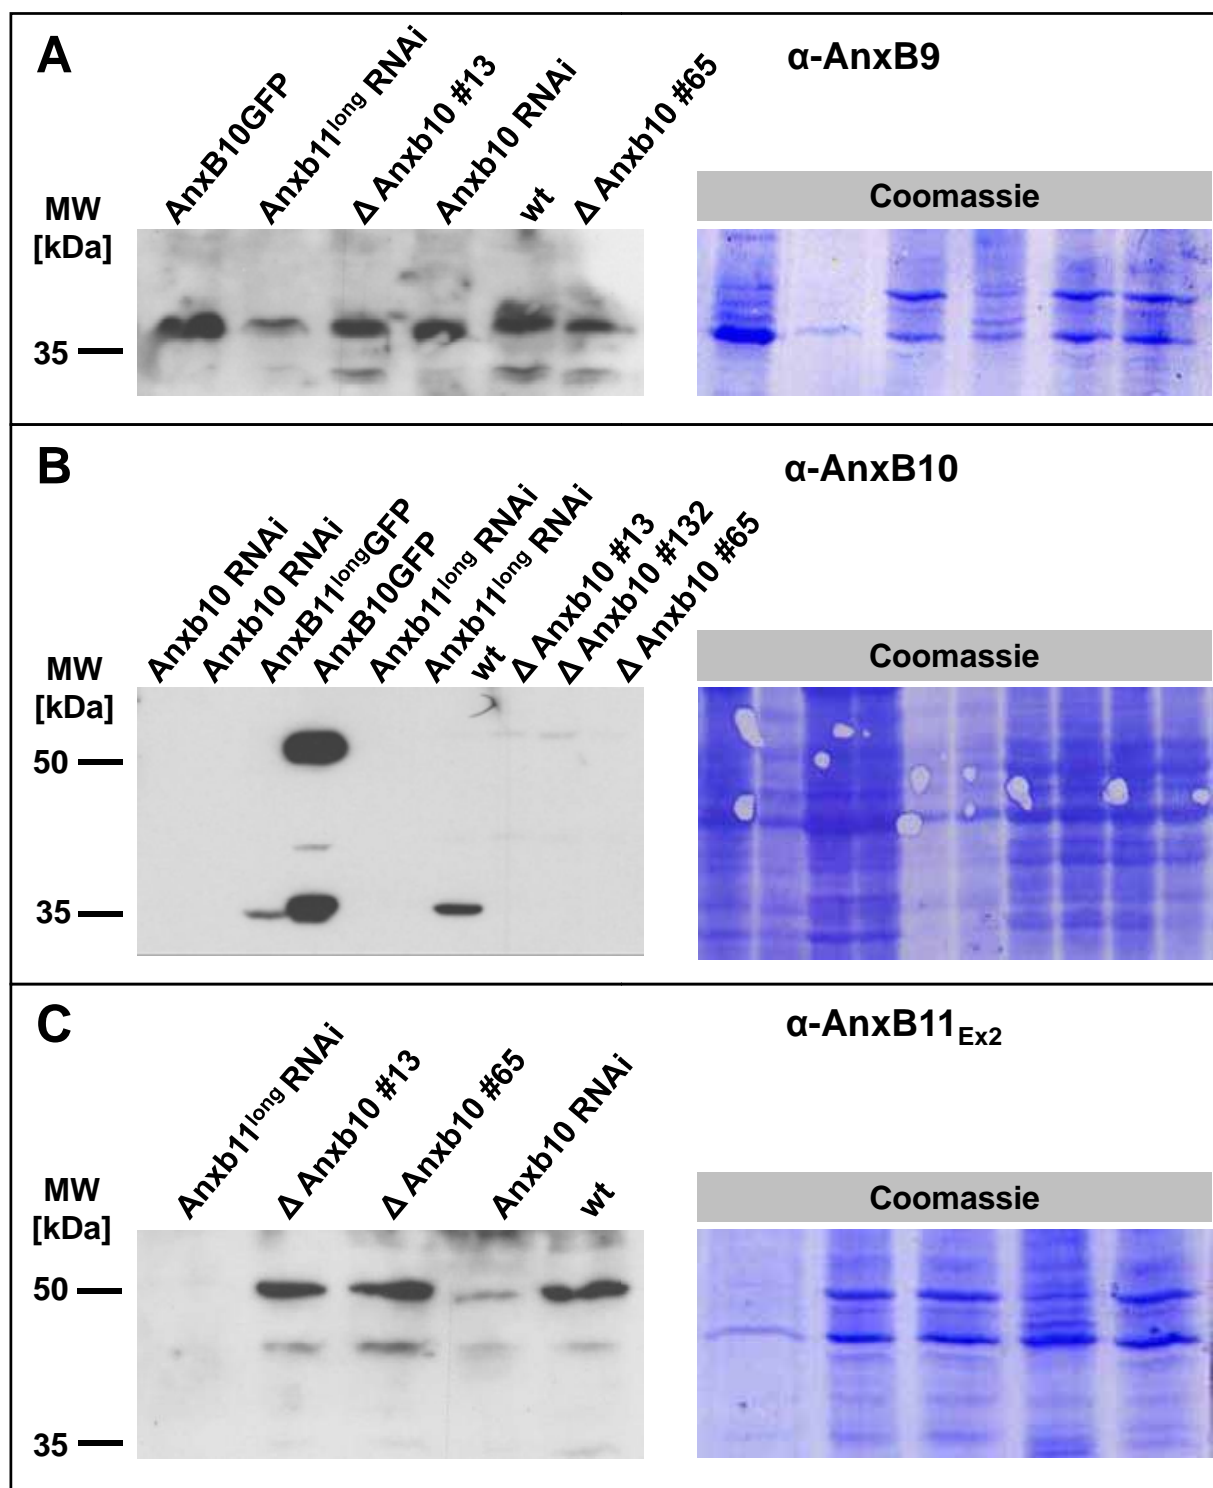 A
α-AnxB9
AnxB10GFP
Anxb11long RNAi
Δ Anxb10 #13
Anxb10 RNAi
wt
Δ Anxb10 #65
MW
[kDa]
35
Coomassie
B
α-AnxB10
Anxb10 RNAi
Anxb10 RNAi
AnxB11longGFP
AnxB10GFP
Anxb11long RNAi
Anxb11long RNAi
wt
Δ Anxb10 #13
Δ Anxb10 #132
Δ Anxb10 #65
MW
[kDa]
50
35
Coomassie
C
α-AnxB11Ex2
Anxb11long RNAi
Δ Anxb10 #13
Δ Anxb10 #65
Anxb10 RNAi
wt
MW
[kDa]
50
35
Coomassie